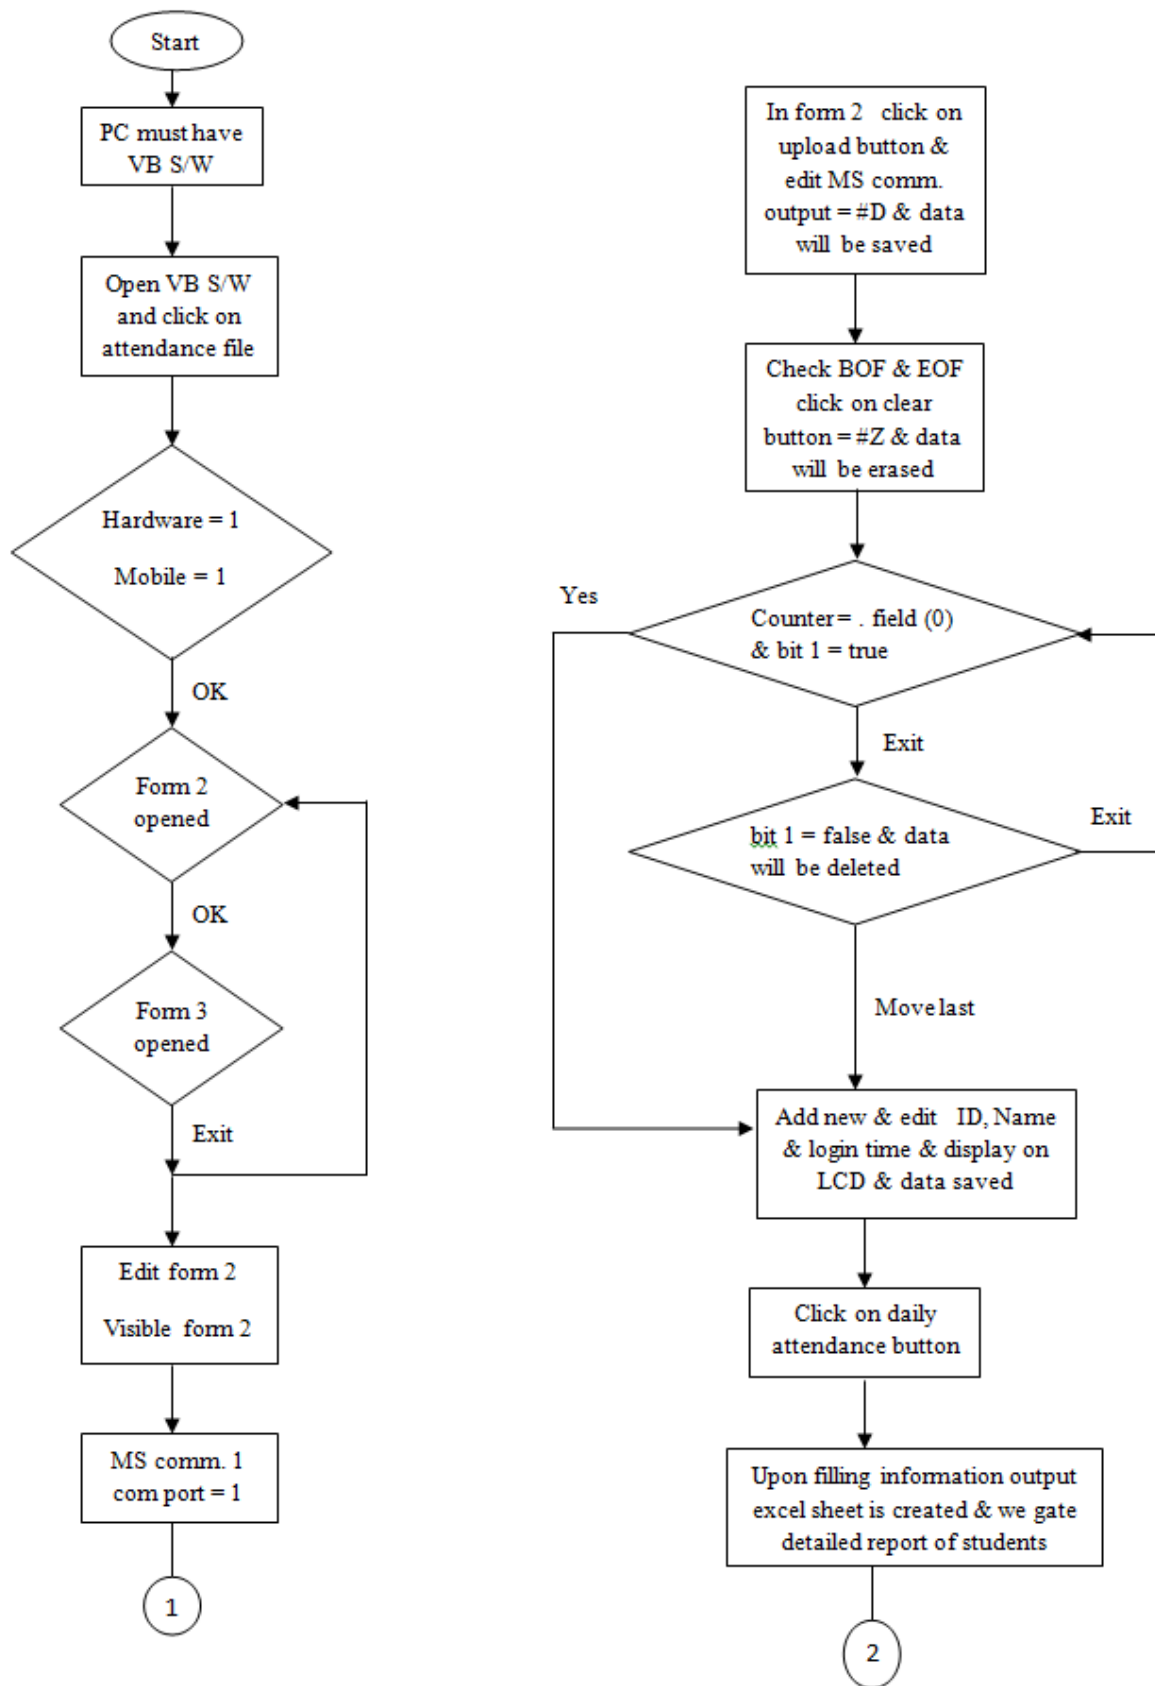 Start
PC must have
VB S/W
Open VB S/W
and click on
attendance file
Hardware = 1
Mobile = 1
OK
Form 2
opened
OK
Form 3
opened
Exit
Edit form 2
Visible form 2
MS comm. 1
com port = 1
1
In form 2 click on
upload button &
edit MS comm.
output = #D & data
will be saved
Check BOF & EOF
click on clear
button = #Z & data
will be erased
Yes
Counter= . field (0)
& bit 1 = true
Exit
bit 1 = false & data
will be deleted
Exit
Move last
Add new & edit ID, Name
& login time & display on
LCD & data saved
Click on daily
attendance button
Upon filling information output
excel sheet is created & we gate
detailed report of students
2